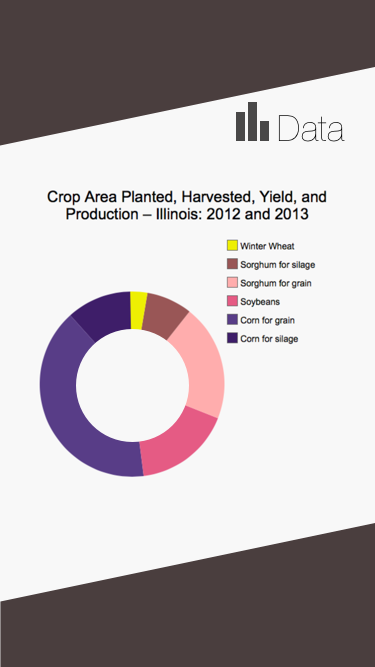 Data
Crop Area Planted, Harvested, Yield, and
Production – Illinois: 2012 and 2013
Winter Wheat
Sorghum for silage
Sorghum for grain
Soybeans
Corn for grain
Corn for silage